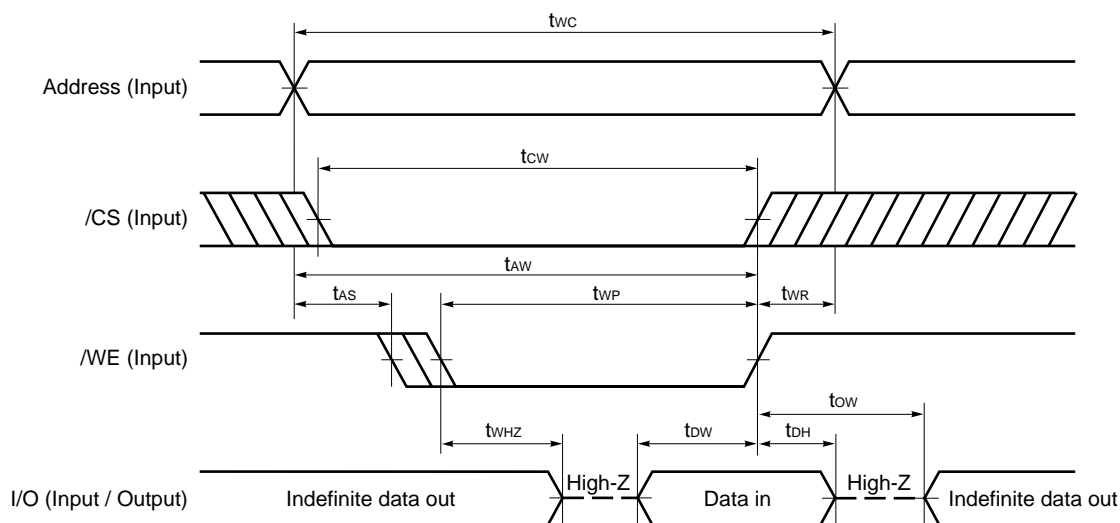 tWC
Address (Input)
tCW
/CS (Input)
tAW
tAS
tWP
tWR
/WE (Input)
tOW
tWHZ
tDW
tDH
I/O (Input / Output)
Indefinite data out
High-Z
Data in
High-Z
Indefinite data out